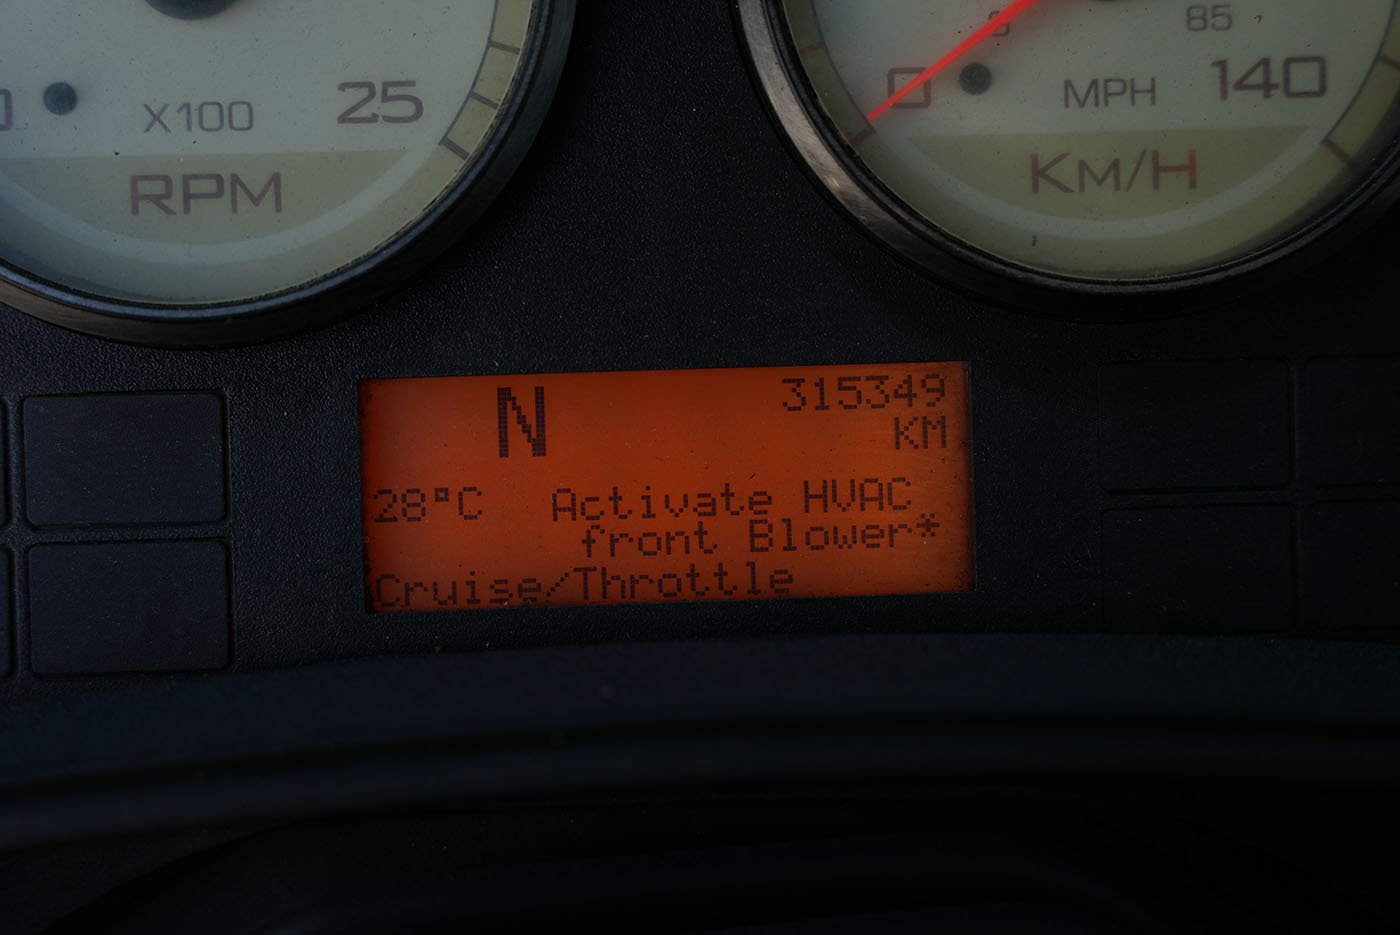 25
X100
RPM
85
0
MPH
140
KM/H
N
315349
KM
28°C
Activate HVAC
front Blower*
Cruise/Throttle